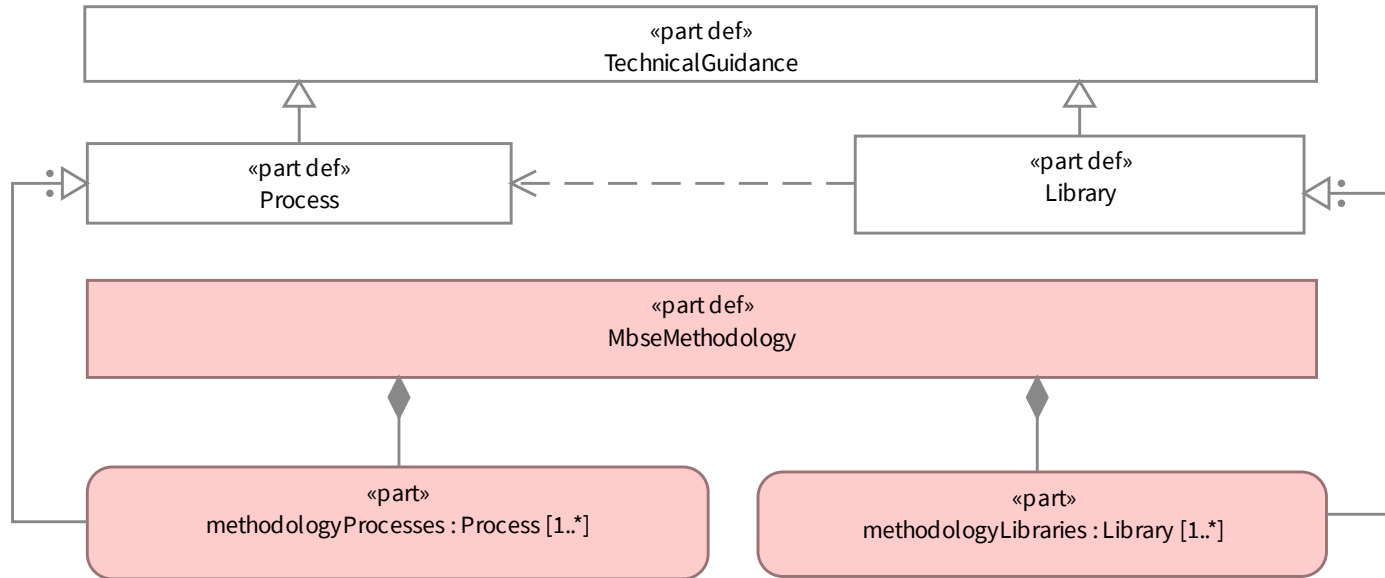 «part def»
TechnicalGuidance
«part def»
Process
«part def»
Library
«part def»
MbseMethodology
«part»
methodologyProcesses : Process [1..*]
«part»
methodologyLibraries : Library [1..*]